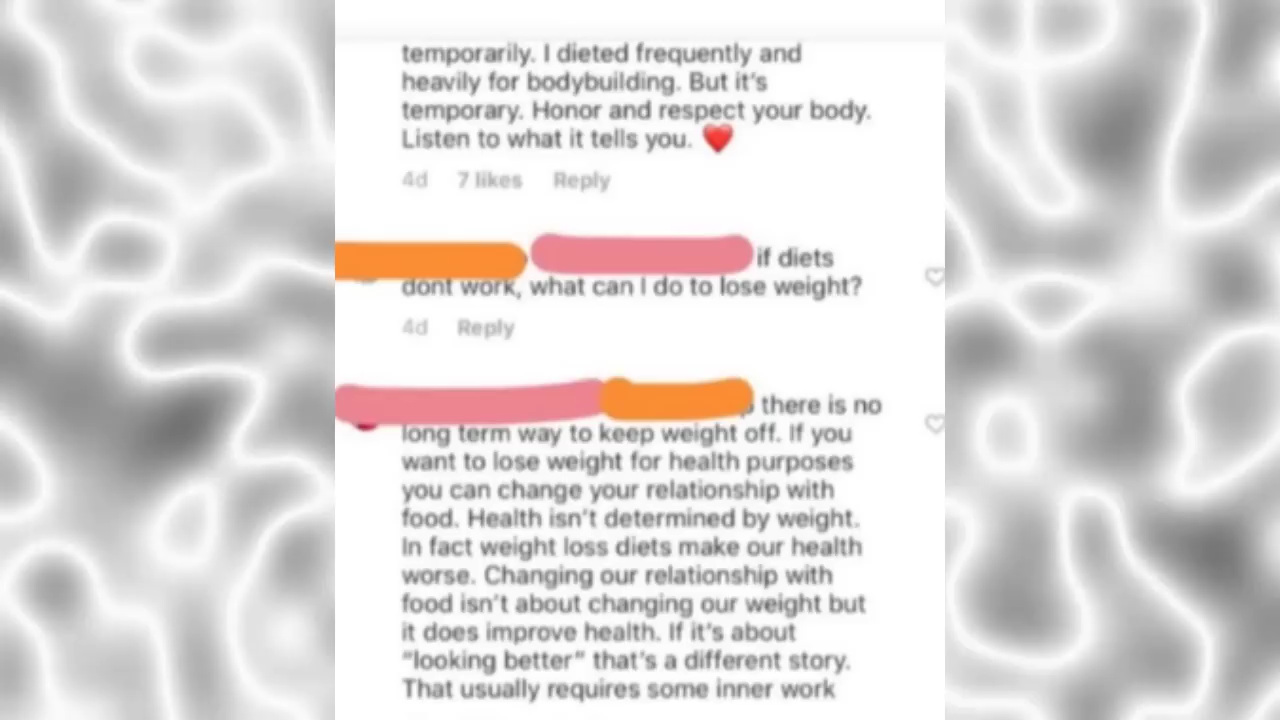 temporarily. I dieted frequently and
heavily for bodybuilding. But it's
temporary. Honor and respect your body.
Listen to what it tells you. ❤️
4d 7 likes Reply
if diets
dont work, what can I do to lose weight?
4d Reply
there is no
long term way to keep weight off. If you
want to lose weight for health purposes
you can change your relationship with
food. Health isn't determined by weight.
In fact weight loss diets make our health
worse. Changing our relationship with
food isn't about changing our weight but
it does improve health. If it's about
"looking better" that's a different story.
That usually requires some inner work